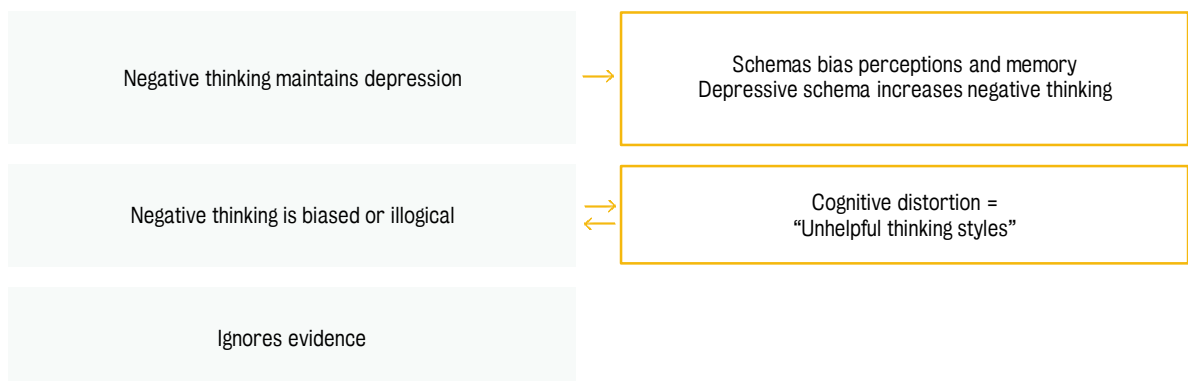 Negative thinking maintains depression
Schemas bias perceptions and memory
Depressive schema increases negative thinking
Negative thinking is biased or illogical
Cognitive distortion =
“Unhelpful thinking styles”
Ignores evidence